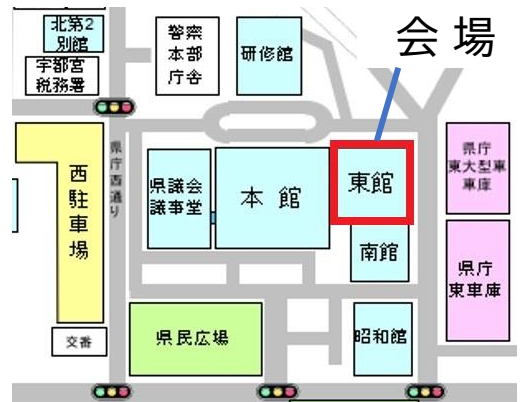 会場
北第2
別館
宇都宮
税務署
警察
本部
庁舎
研修館
県庁西通り
西駐車場
県議会
議事堂
本館
東館
南館
県庁
東大型車
車庫
県庁
東車庫
交番
県民広場
昭和館